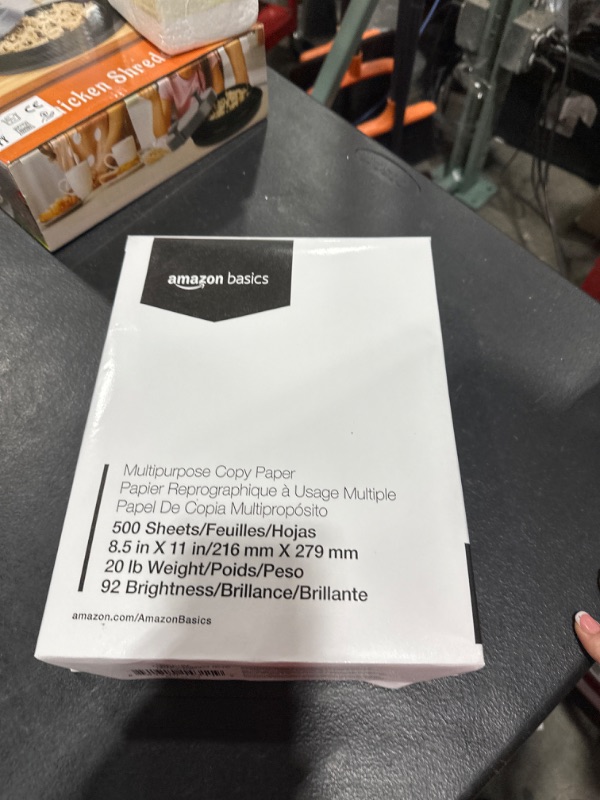 icken Shred
CE
amazon basics
Multipurpose Copy Paper
Papier Reprographique à Usage Multiple
Papel De Copia Multipropósito
500 Sheets/Feuilles/Hojas
8.5 in X 11 in/216 mm X 279 mm
20 lb Weight/Poids/Peso
92 Brightness/Brillance/Brillante
amazon.com/AmazonBasics